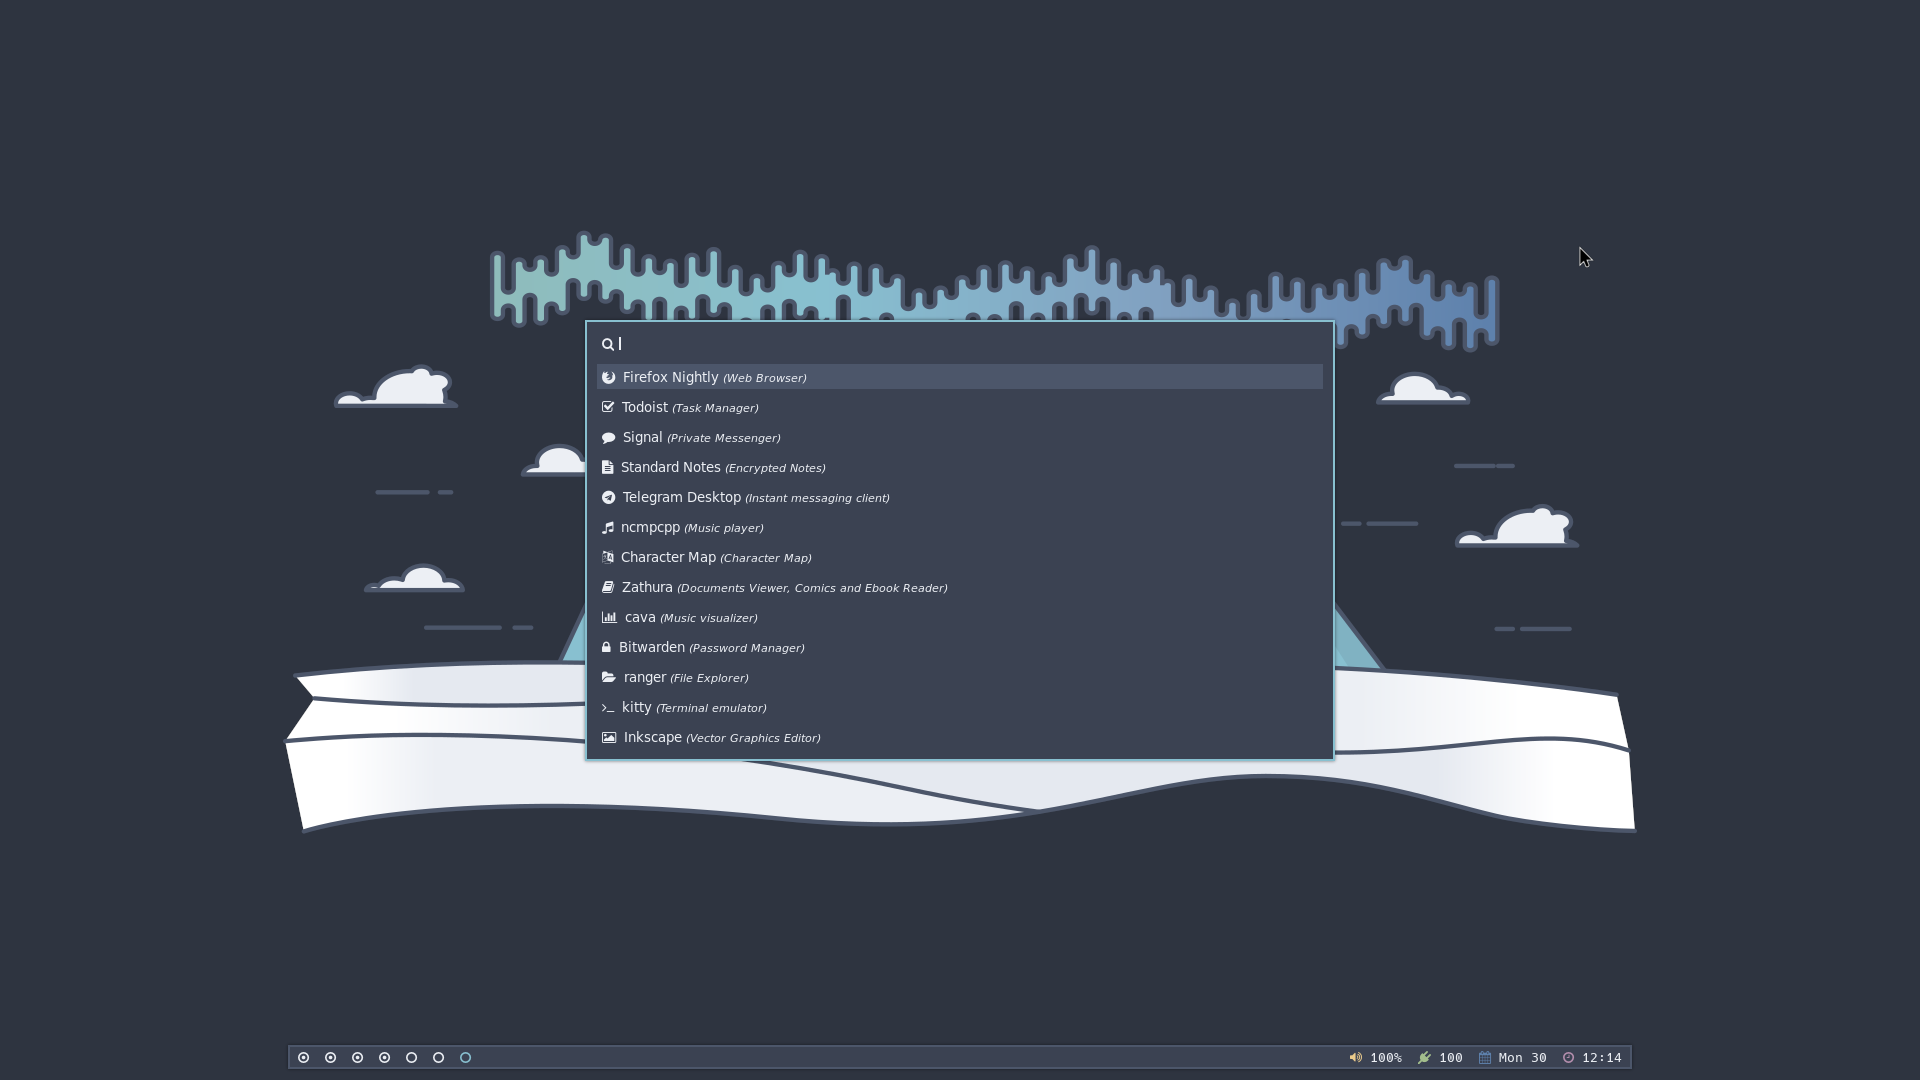 Firefox Nightly (Web Browser)
Todoist (Task Manager)
Signal (Private Messenger)
Standard Notes (Encrypted Notes)
Telegram Desktop (Instant messaging client)
ncmpcpp (Music player)
Character Map (Character Map)
Zathura (Documents Viewer, Comics and Ebook Reader)
cava (Music visualizer)
Bitwarden (Password Manager)
ranger (File Explorer)
kitty (Terminal emulator)
Inkscape (Vector Graphics Editor)
100% 100 Mon 30 12:14